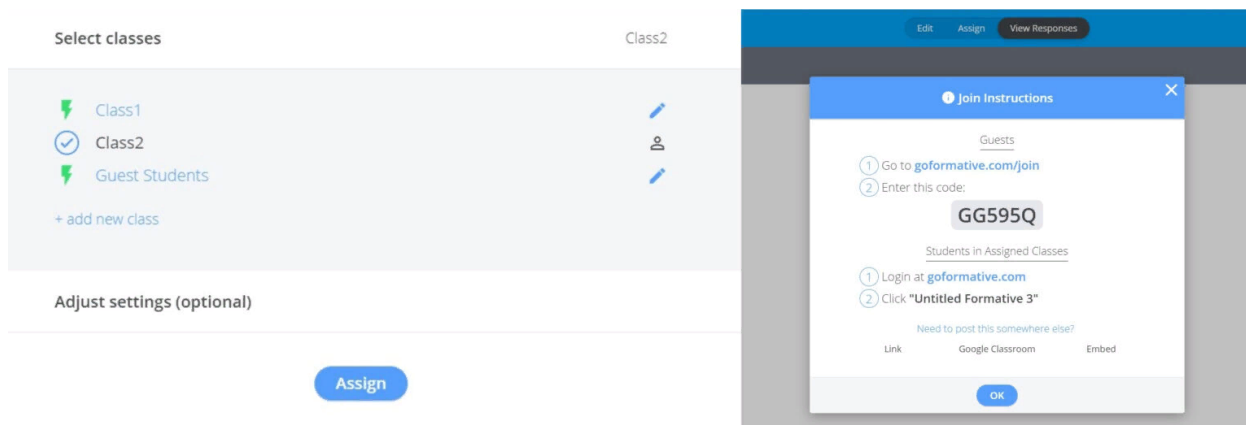 Select classes
Class2
Class1
Class2
Guest Students
+ add new class
Adjust settings (optional)
Assign
Edit
Assign
View Responses
Join Instructions
Guests
1 Go to goformative.com/join
2 Enter this code:
GG595Q
Students in Assigned Classes
1 Login at goformative.com
2 Click "Untitled Formative 3"
Need to post this somewhere else?
Link
Google Classroom
Embed
OK